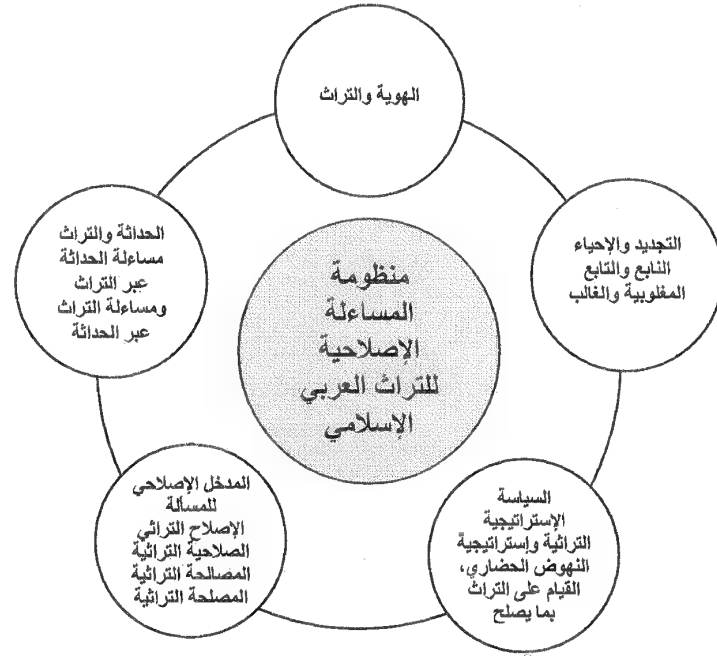 الهوية والتراث
التجديد والإحياء
النابع والتابع
المغلوبية والغالب
السياسة
الإستراتيجية
التراثية وإستراتيجية
النهوض الحضاري،
القيام على التراث
بما يصلح
المدخل الإصلاحي
للمسألة
الإصلاح التراثي
الصلاحية التراثية
المصالحة التراثية
المصلحة التراثية
الحداثة والتراث
مساءلة الحداثة
عبر التراث
ومساءلة التراث
عبر الحداثة
منظومة
المساءلة
الإصلاحية
للتراث العربي
الإسلامي